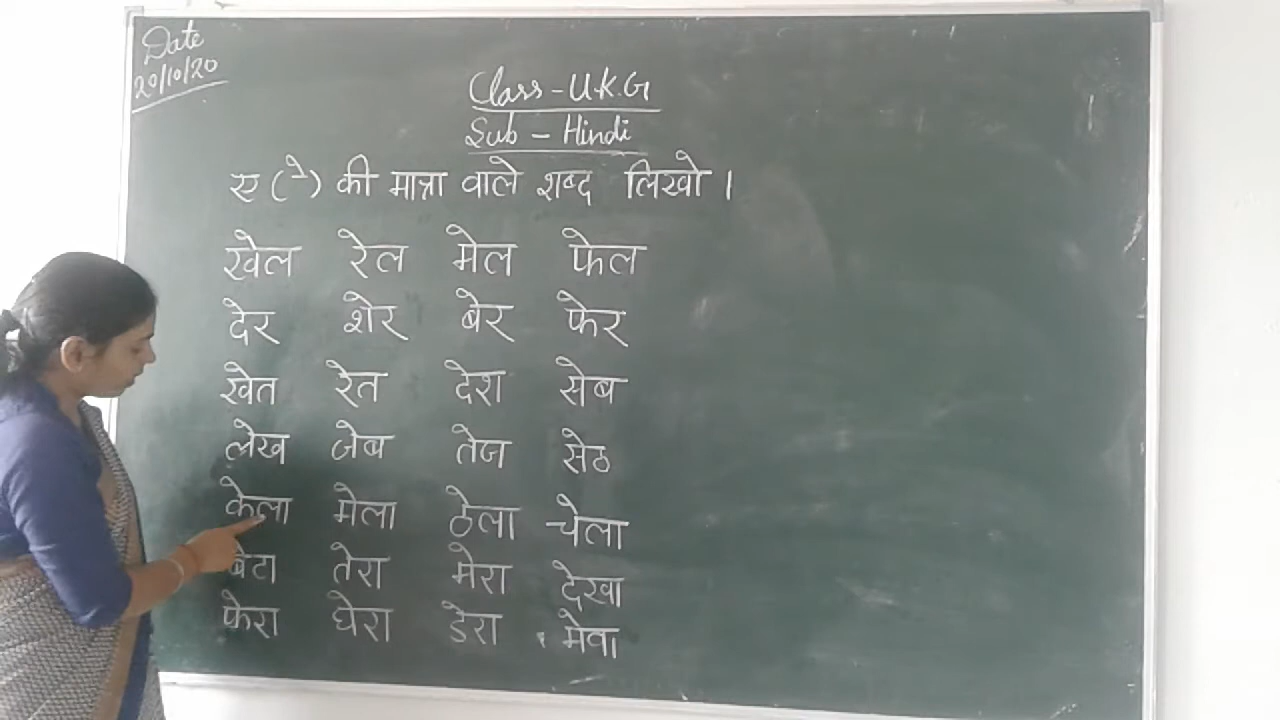 Date
20/10/20
Class - U.K.G
Sub - Hindi
ए ( े ) की मात्रा वाले शब्द लिखो ।
खेल रेल मेल फेल
देर शेर बेर फेर
खेत रेत देश सेब
लेख जेब तेज सेठ
केला मेला ठेला चेला
बेटा तेरा मेरा देखा
फेरा घेरा डेरा मेवा